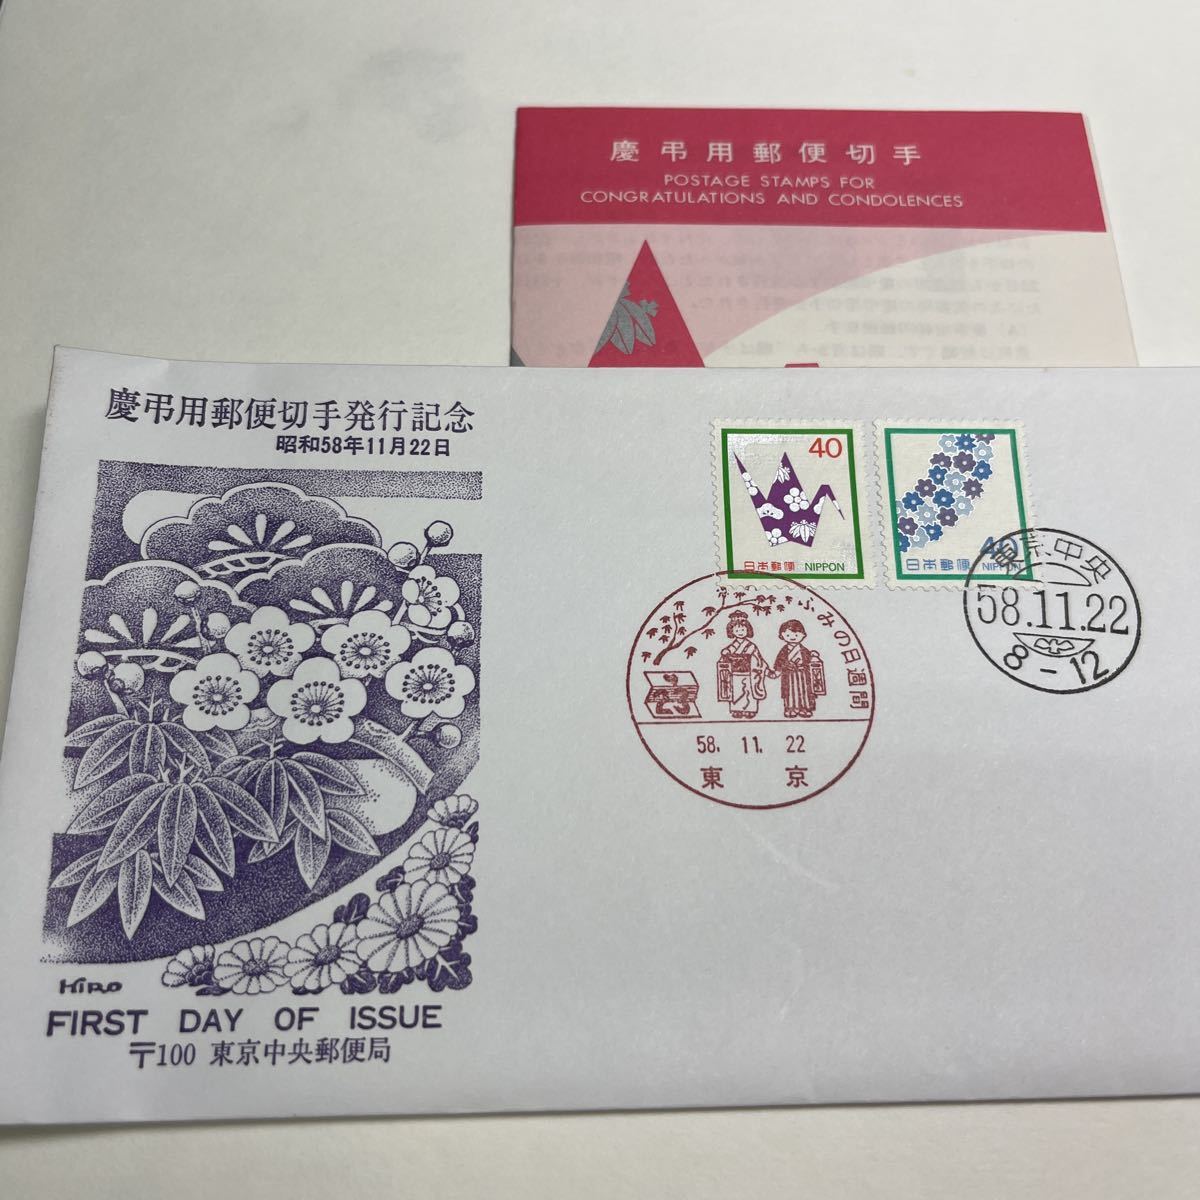 慶弔用郵便切手
POSTAGE STAMPS FOR
CONGRATULATIONS AND CONDOLENCES
慶弔用郵便切手発行記念
昭和58年11月22日
HIRO
FIRST DAY OF ISSUE
〒100 東京中央郵便局
40
日本郵便 NIPPON
40
日本郵便 NIPPON
ふみの日週間
58. 11. 22
東京
東京中央
58.11.22
8-12